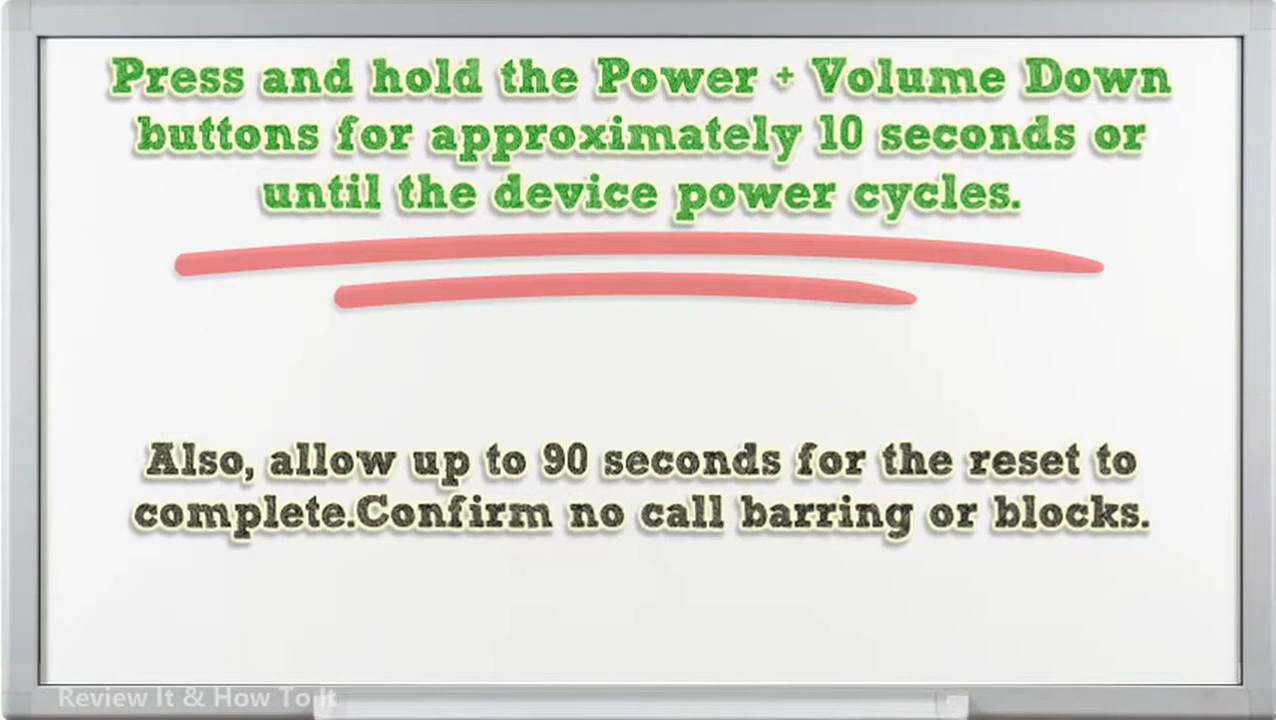 Press and hold the Power + Volume Down
buttons for approximately 10 seconds or
until the device power cycles.
Also, allow up to 90 seconds for the reset to
complete.Confirm no call barring or blocks.
Review It & How To It